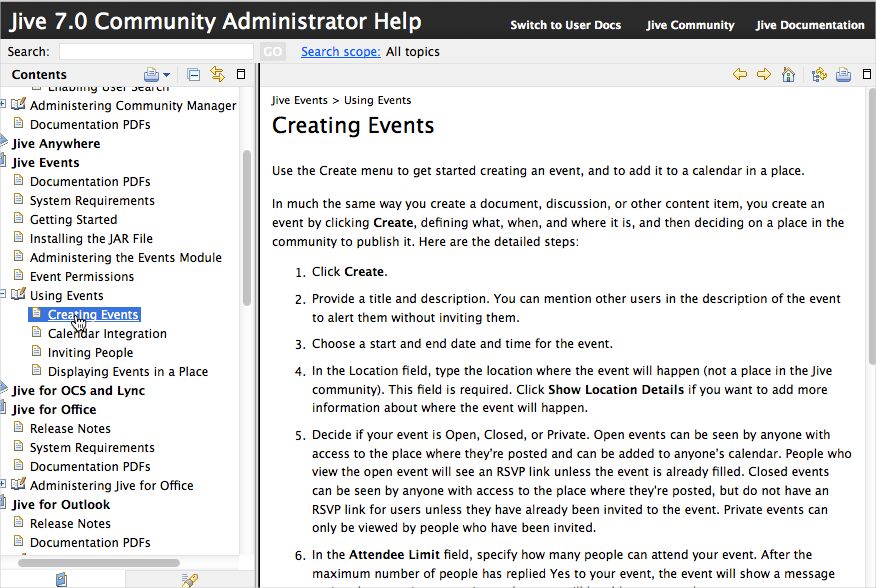 Jive 7.0 Community Administrator Help
Switch to User Docs Jive Community Jive Documentation
Search: GO Search scope: All topics
Contents
Enabling User Search
Administering Community Manager
Documentation PDFs
Jive Anywhere
Jive Events
Documentation PDFs
System Requirements
Getting Started
Installing the JAR File
Administering the Events Module
Event Permissions
Using Events
Creating Events
Calendar Integration
Inviting People
Displaying Events in a Place
Jive for OCS and Lync
Jive for Office
Release Notes
System Requirements
Documentation PDFs
Administering Jive for Office
Jive for Outlook
Release Notes
Documentation PDFs
Jive Events > Using Events
Creating Events
Use the Create menu to get started creating an event, and to add it to a calendar in a place.
In much the same way you create a document, discussion, or other content item, you create an
event by clicking Create, defining what, when, and where it is, and then deciding on a place in the
community to publish it. Here are the detailed steps:
1. Click Create.
2. Provide a title and description. You can mention other users in the description of the event
to alert them without inviting them.
3. Choose a start and end date and time for the event.
4. In the Location field, type the location where the event will happen (not a place in the Jive
community). This field is required. Click Show Location Details if you want to add more
information about where the event will happen.
5. Decide if your event is Open, Closed, or Private. Open events can be seen by anyone with
access to the place where they're posted and can be added to anyone's calendar. People who
view the open event will see an RSVP link unless the event is already filled. Closed events
can be seen by anyone with access to the place where they're posted, but do not have an
RSVP link for users unless they have already been invited to the event. Private events can
only be viewed by people who have been invited.
6. In the Attendee Limit field, specify how many people can attend your event. After the
maximum number of people has replied Yes to your event, the event will show a message